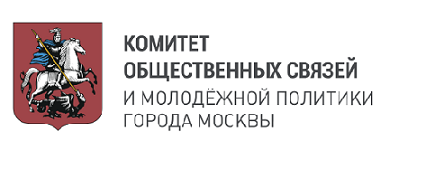 КОМИТЕТ
ОБЩЕСТВЕННЫХ СВЯЗЕЙ
И МОЛОДЁЖНОЙ ПОЛИТИКИ
ГОРОДА МОСКВЫ